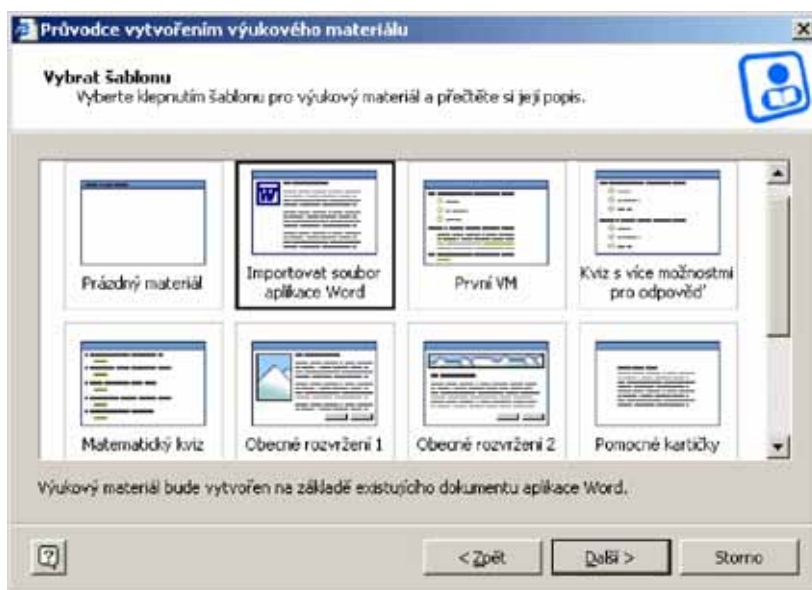 Průvodce vytvořením výukového materiálu
Vybrat šablonu
Vyberte klepnutím šablonu pro výukový materiál a přečtěte si její popis.
Prázdný materiál
Importovat soubor
aplikace Word
První VM
Kviz s více možnostmi
pro odpověď
Matematický kviz
Obecné rozvržení 1
Obecné rozvržení 2
Pomocné kartičky
Výukový materiál bude vytvořen na základě existujícího dokumentu aplikace Word.
< Zpět
Další >
Storno